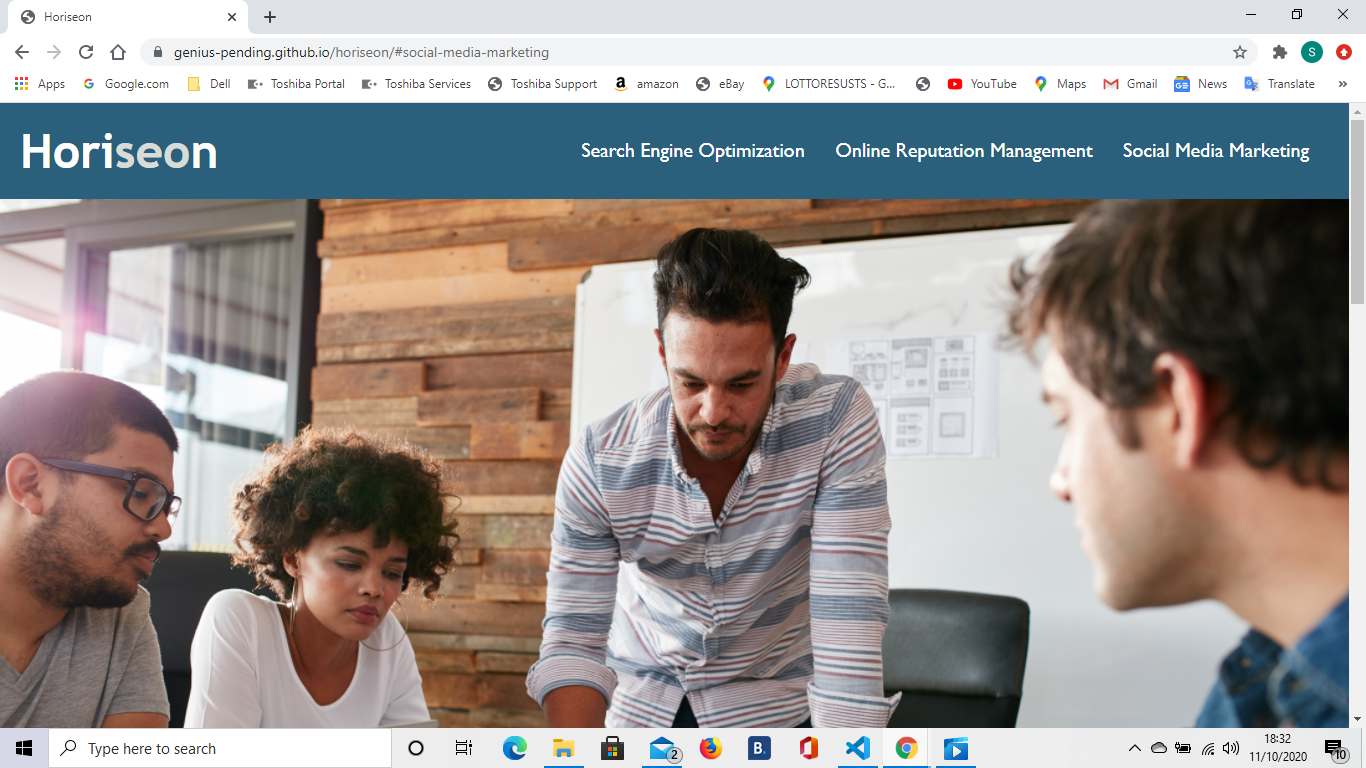 Horiseon
genius-pending.github.io/horiseon/#social-media-marketing
S
Apps Google.com Dell Toshiba Portal Toshiba Services Toshiba Support amazon eBay LOTTORESUSTS - G... YouTube Maps Gmail News Translate »
Horiseon Search Engine Optimization Online Reputation Management Social Media Marketing
Type here to search
2
B.
18:32
11/10/2020
10